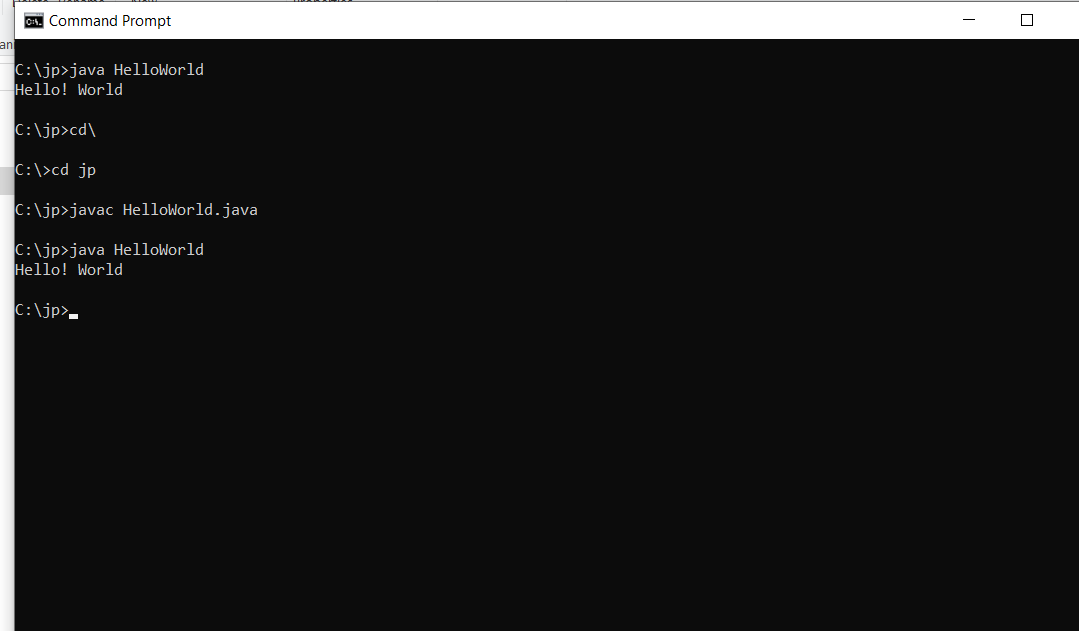 Command Prompt
C:\jp>java HelloWorld
Hello! World
C:\jp>cd\
C:\>cd jp
C:\jp>javac HelloWorld.java
C:\jp>java HelloWorld
Hello! World
C:\jp>